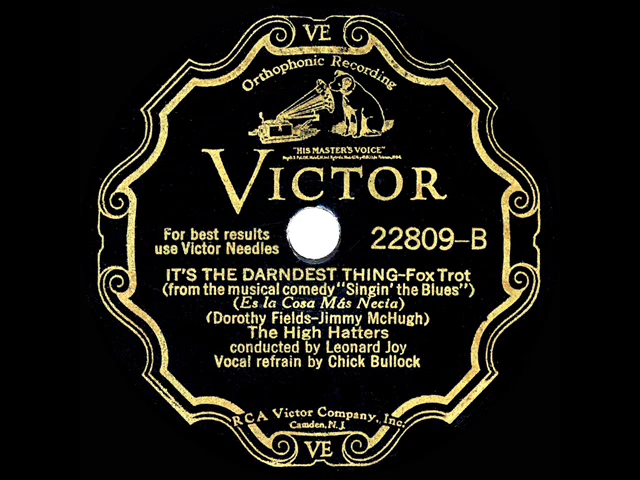 VE
Orthophonic Recording
"HIS MASTER'S VOICE"
VICTOR
For best results
use Victor Needles
22809-B
IT'S THE DARNDEST THING-Fox Trot
(from the musical comedy "Singin' the Blues")
(Es la Cosa Más Necia)
(Dorothy Fields-Jimmy McHugh)
The High Hatters
conducted by Leonard Joy
Vocal refrain by Chick Bullock
RCA Victor Company, Inc.
Camden, N.J.
VE